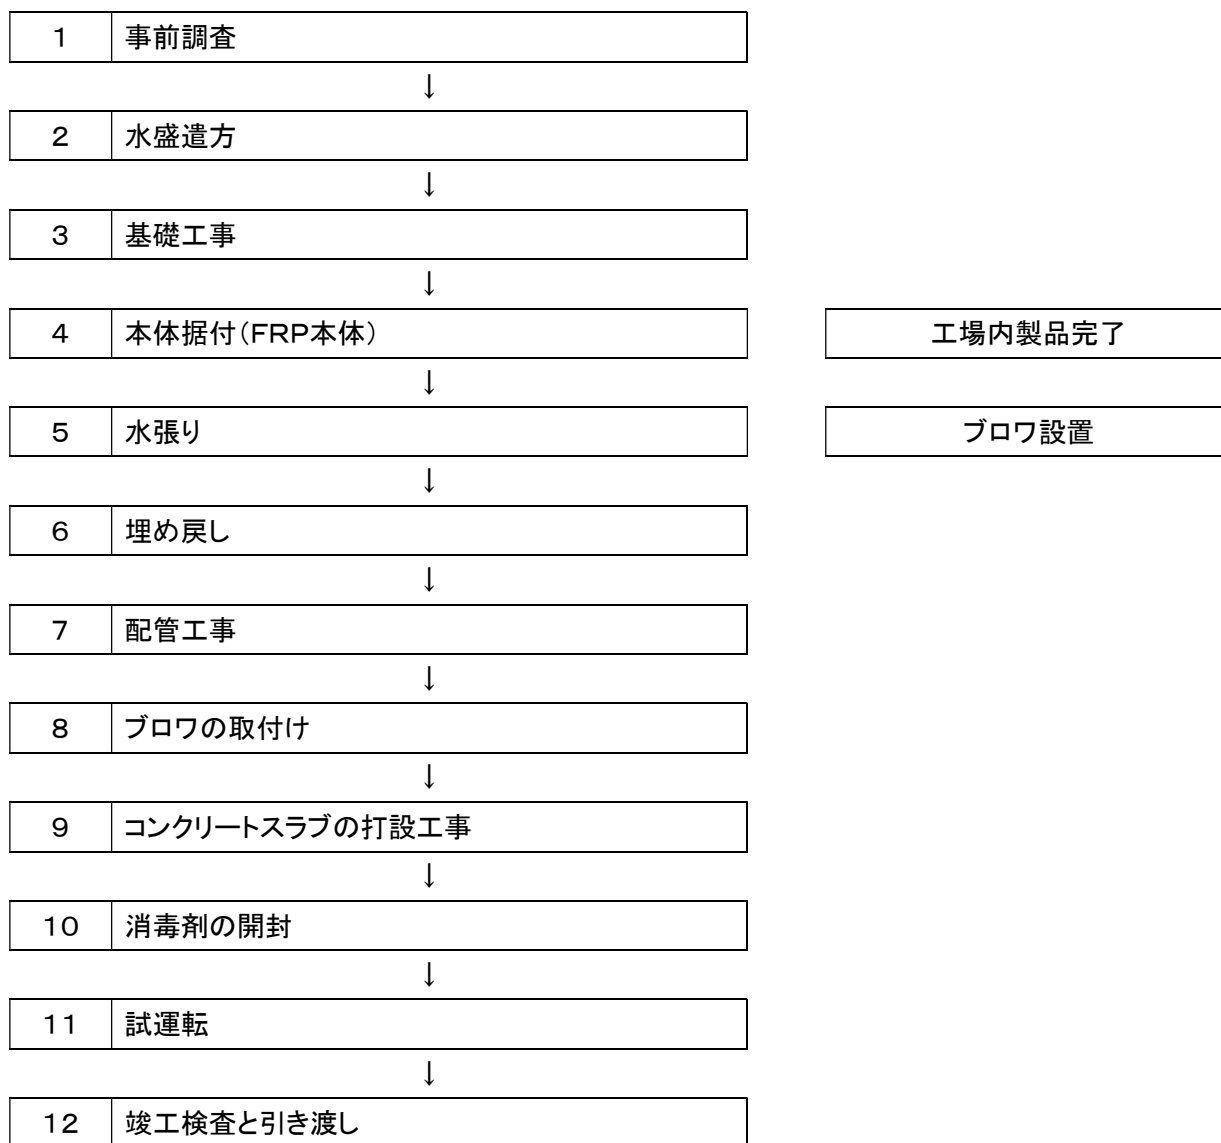 1 事前調査
↓
2 水盛遣方
↓
3 基礎工事
↓
4 本体据付(FRP本体) 工場内製品完了
↓
5 水張り ブロワ設置
↓
6 埋め戻し
↓
7 配管工事
↓
8 ブロワの取付け
↓
9 コンクリートスラブの打設工事
↓
10 消毒剤の開封
↓
11 試運転
↓
12 竣工検査と引き渡し